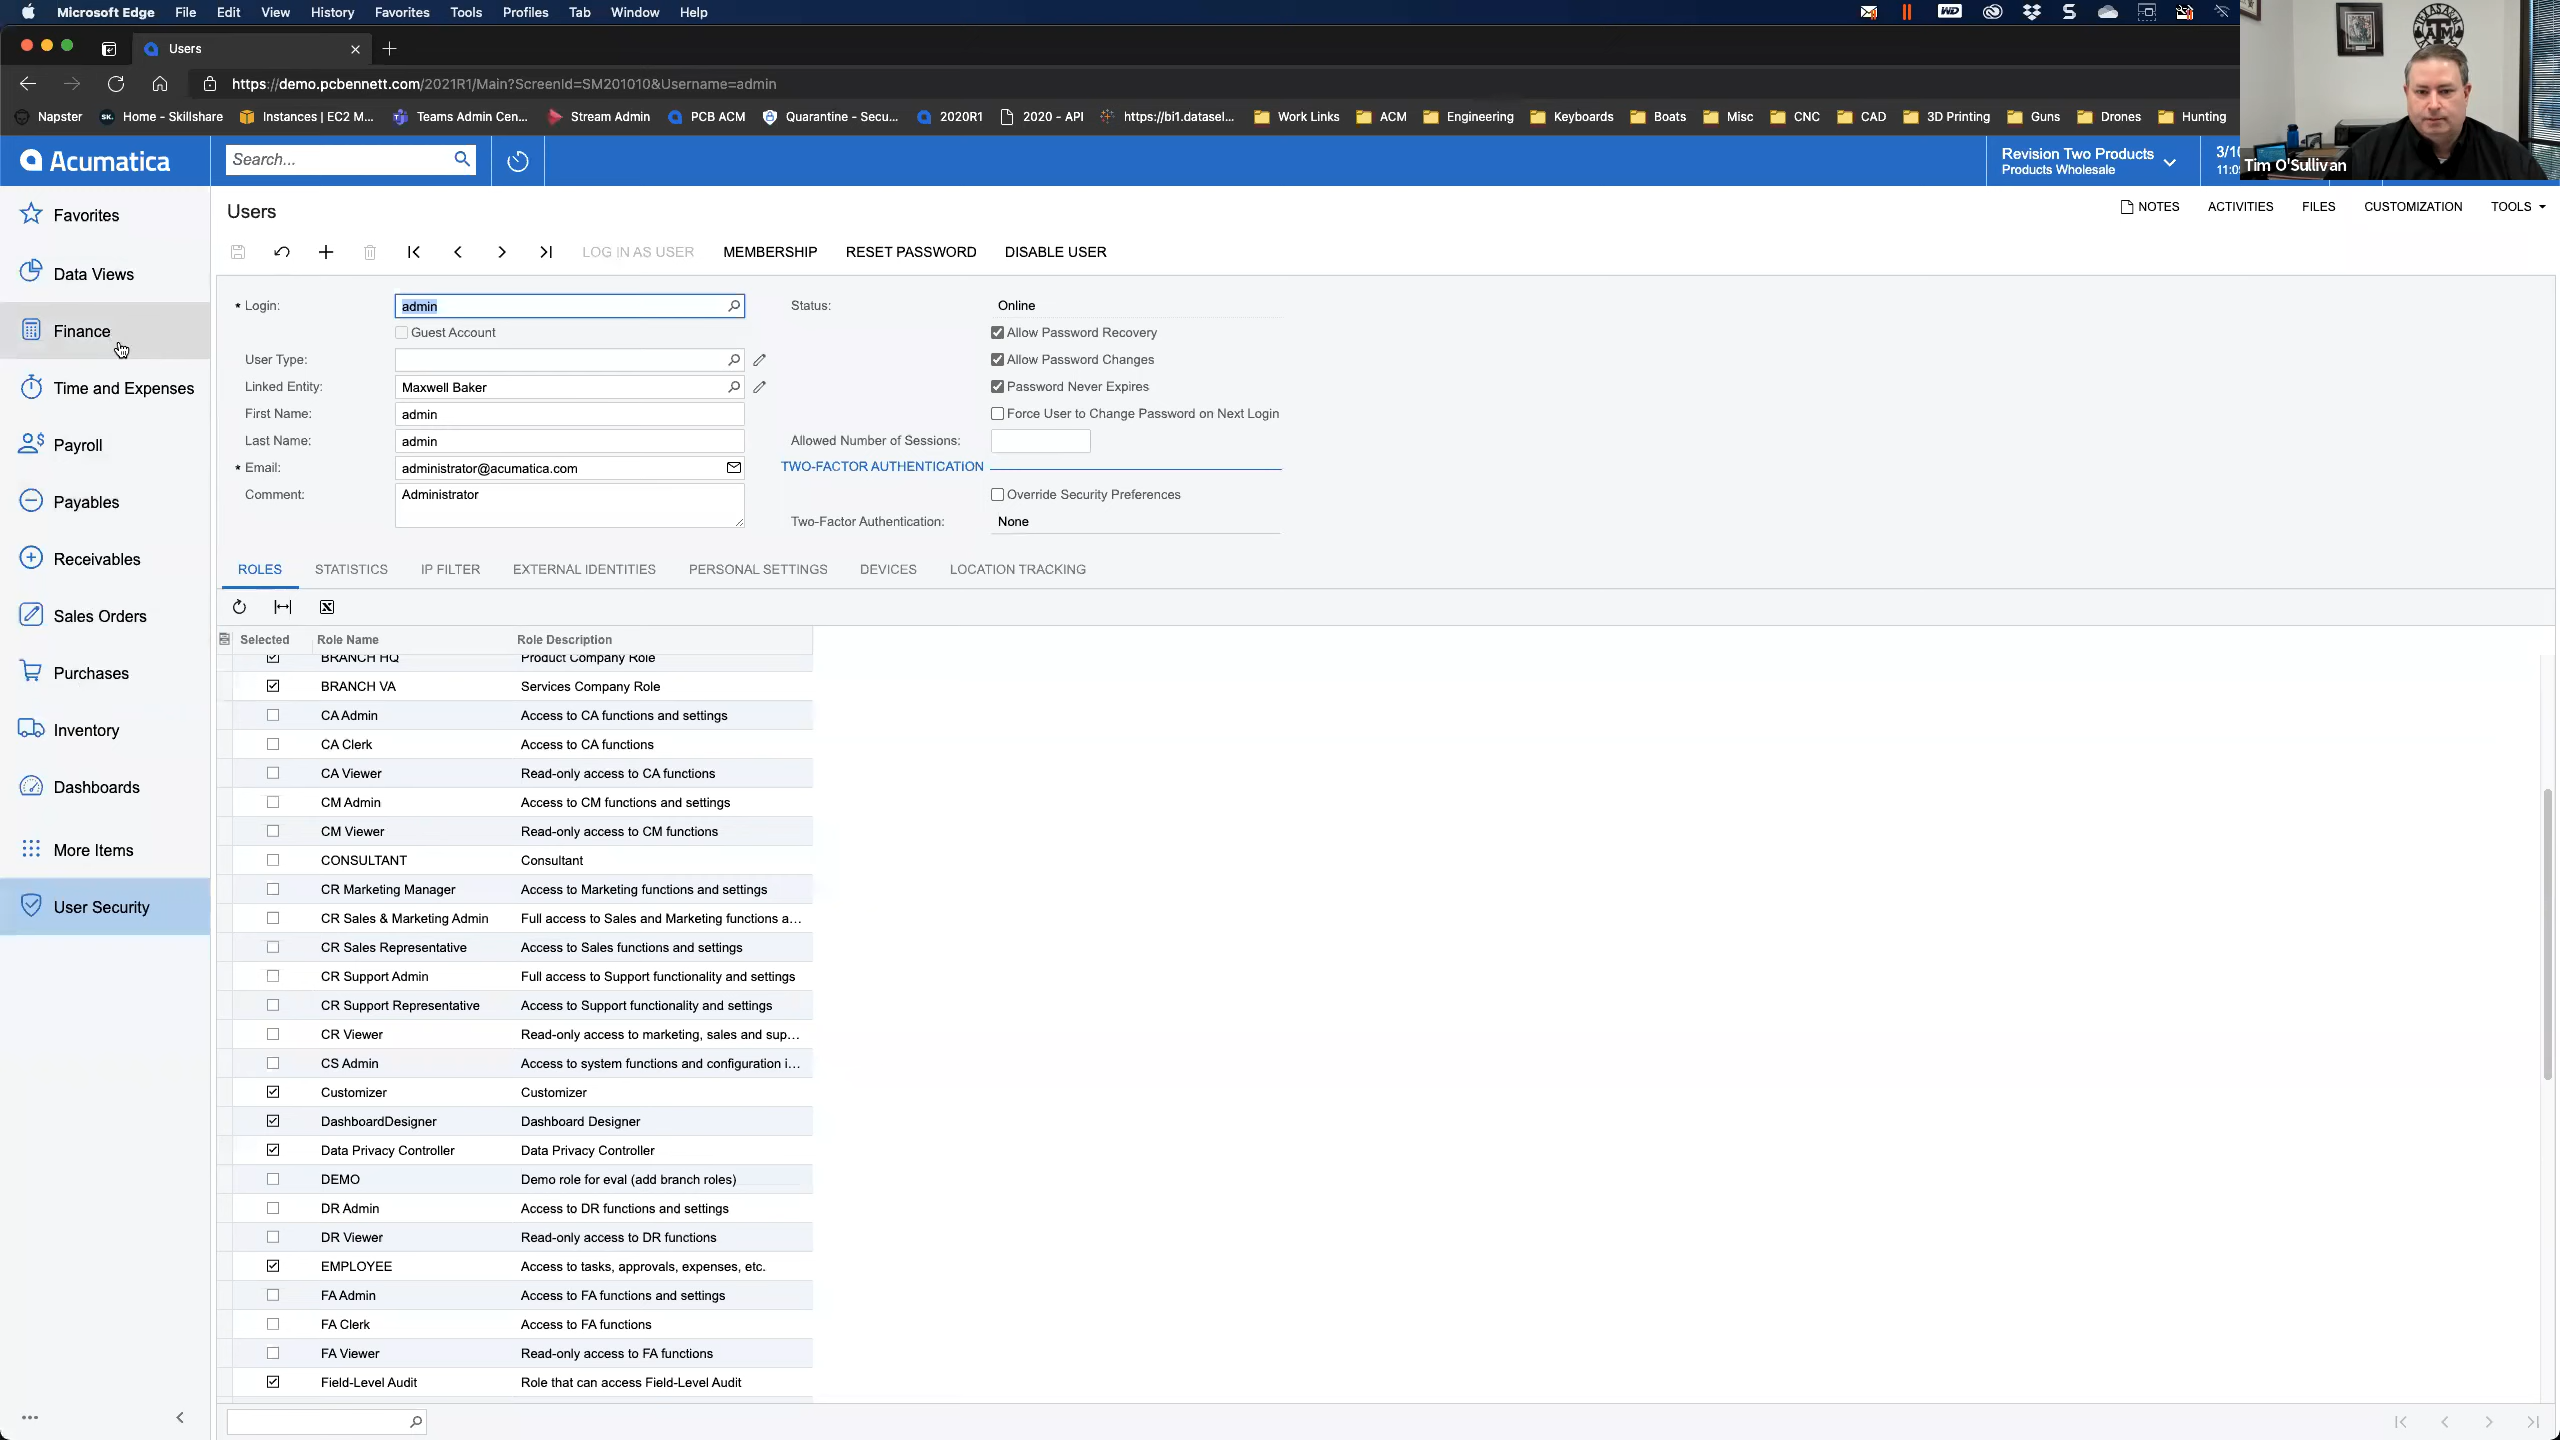 Microsoft Edge File Edit View History Favorites Tools Profiles Tab Window Help
Users
https://demo.pcbennett.com/2021R1/Main?ScreenId=SM201010&Username=admin
Napster Home - Skillshare Instances | EC2 M... Teams Admin Cen... Stream Admin PCB ACM Quarantine - Secu... 2020R1 2020 - API https://bi1.datasel... Work Links ACM Engineering Keyboards Boats Misc CNC CAD 3D Printing Guns Drones Hunting
Acumatica
Search...
Revision Two Products
Products Wholesale
Tim O'Sullivan
Favorites
Data Views
Finance
Time and Expenses
Payroll
Payables
Receivables
Sales Orders
Purchases
Inventory
Dashboards
More Items
User Security
Users
NOTES ACTIVITIES FILES CUSTOMIZATION TOOLS
LOG IN AS USER MEMBERSHIP RESET PASSWORD DISABLE USER
* Login: admin
Guest Account
User Type:
Linked Entity: Maxwell Baker
First Name: admin
Last Name: admin
* Email: administrator@acumatica.com
Comment: Administrator
Status: Online
Allow Password Recovery
Allow Password Changes
Password Never Expires
Force User to Change Password on Next Login
Allowed Number of Sessions:
TWO-FACTOR AUTHENTICATION
Override Security Preferences
Two-Factor Authentication: None
ROLES STATISTICS IP FILTER EXTERNAL IDENTITIES PERSONAL SETTINGS DEVICES LOCATION TRACKING
Selected Role Name Role Description
BRANCH HQ Product Company Role
BRANCH VA Services Company Role
CA Admin Access to CA functions and settings
CA Clerk Access to CA functions
CA Viewer Read-only access to CA functions
CM Admin Access to CM functions and settings
CM Viewer Read-only access to CM functions
CONSULTANT Consultant
CR Marketing Manager Access to Marketing functions and settings
CR Sales & Marketing Admin Full access to Sales and Marketing functions a...
CR Sales Representative Access to Sales functions and settings
CR Support Admin Full access to Support functionality and settings
CR Support Representative Access to Support functionality and settings
CR Viewer Read-only access to marketing, sales and sup...
CS Admin Access to system functions and configuration i...
Customizer Customizer
DashboardDesigner Dashboard Designer
Data Privacy Controller Data Privacy Controller
DEMO Demo role for eval (add branch roles)
DR Admin Access to DR functions and settings
DR Viewer Read-only access to DR functions
EMPLOYEE Access to tasks, approvals, expenses, etc.
FA Admin Access to FA functions and settings
FA Clerk Access to FA functions
FA Viewer Read-only access to FA functions
Field-Level Audit Role that can access Field-Level Audit